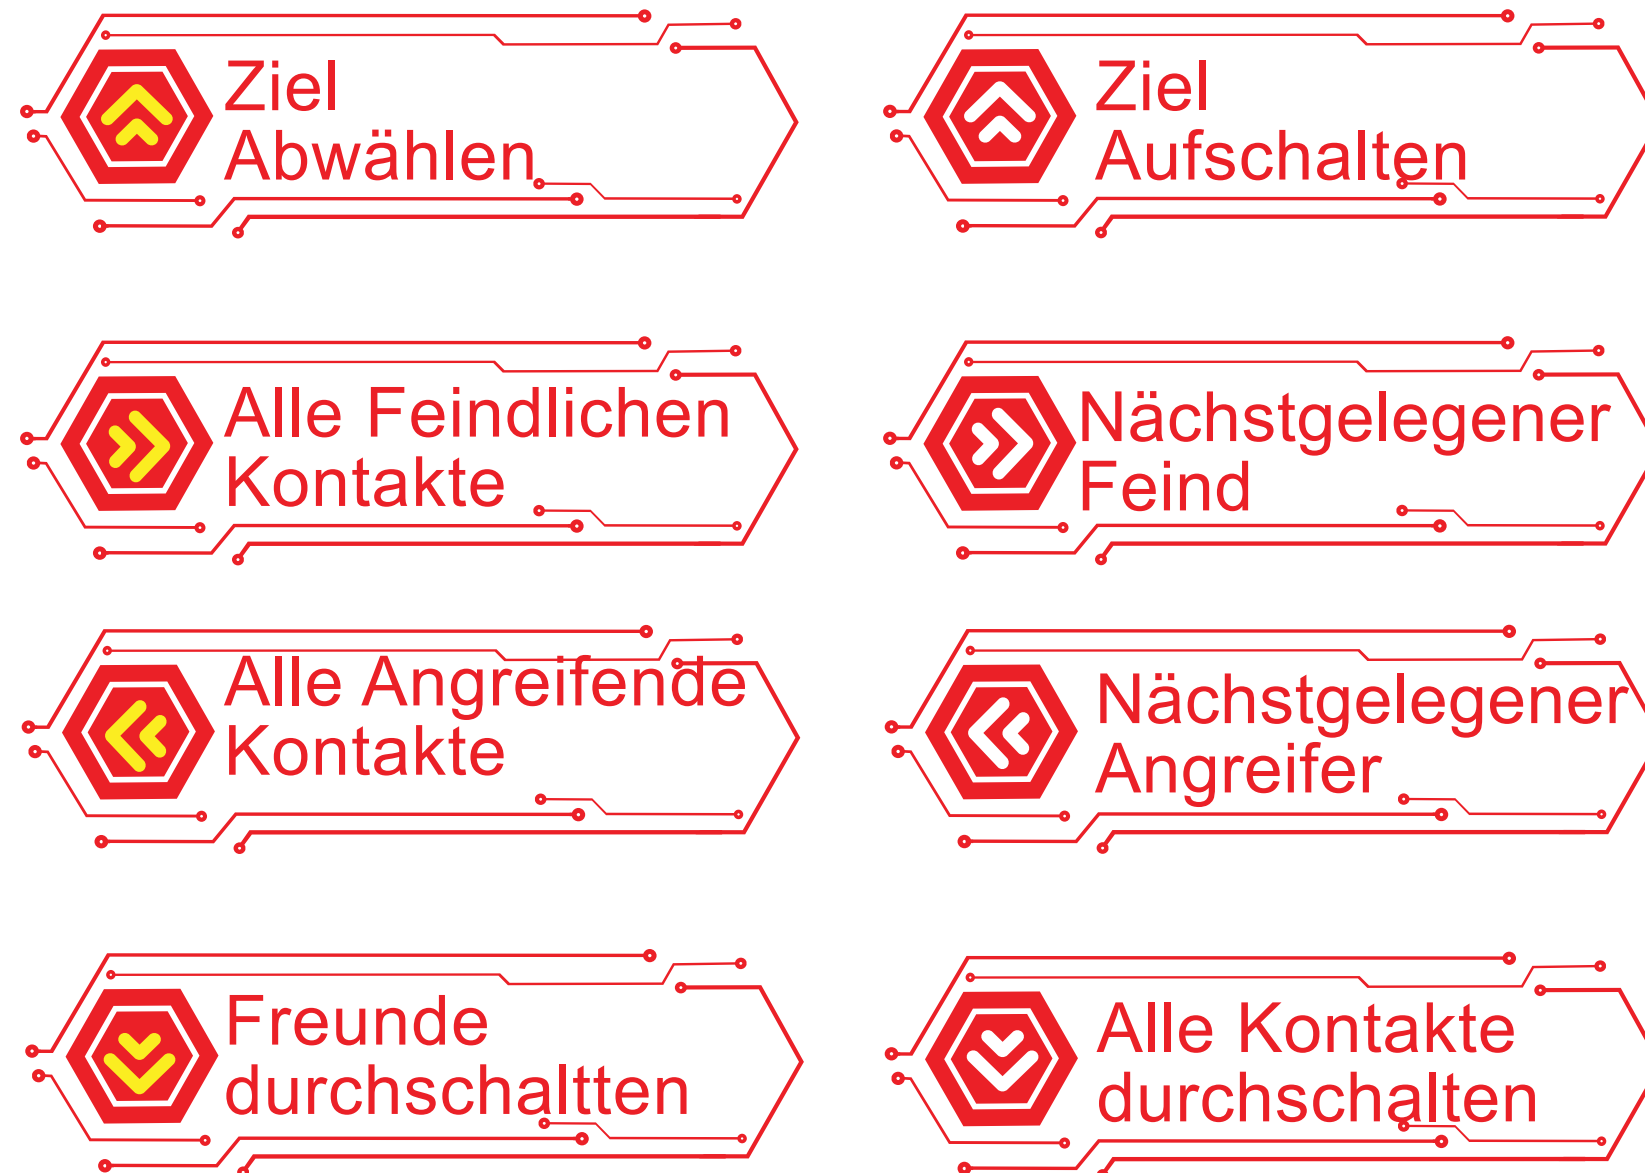 Ziel
Abwählen
Ziel
Aufschalten
Alle Feindlichen
Kontakte
Nächstgelegener
Feind
Alle Angreifende
Kontakte
Nächstgelegener
Angreifer
Freunde
durchschaltten
Alle Kontakte
durchschalten